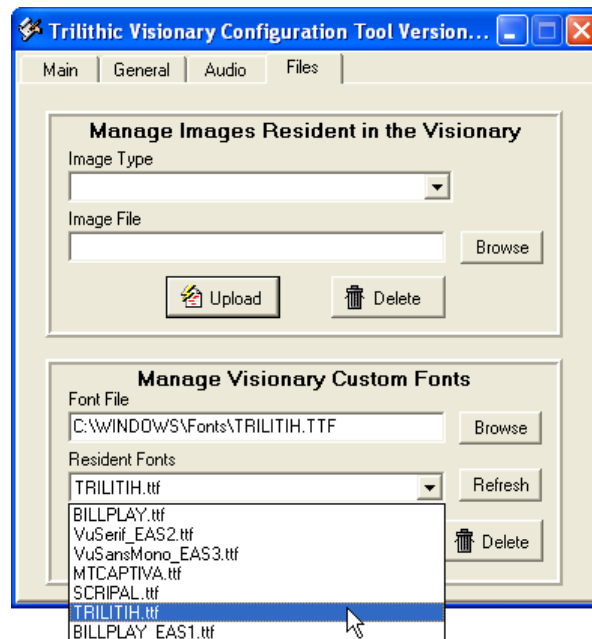 Trilithic Visionary Configuration Tool Version...
Main General Audio Files
Manage Images Resident in the Visionary
Image Type
Image File
Browse
Upload Delete
Manage Visionary Custom Fonts
Font File
C:\WINDOWS\Fonts\TRILITIH.TTF Browse
Resident Fonts
TRILITIH.ttf Refresh
BILLPLAY.ttf
VuSerif_EAS2.ttf
VuSansMono_EAS3.ttf Delete
MTCAPTIVA.ttf
SCRIPAL.ttf
TRILITIH.ttf
BILLPLAY_EAS1.ttf